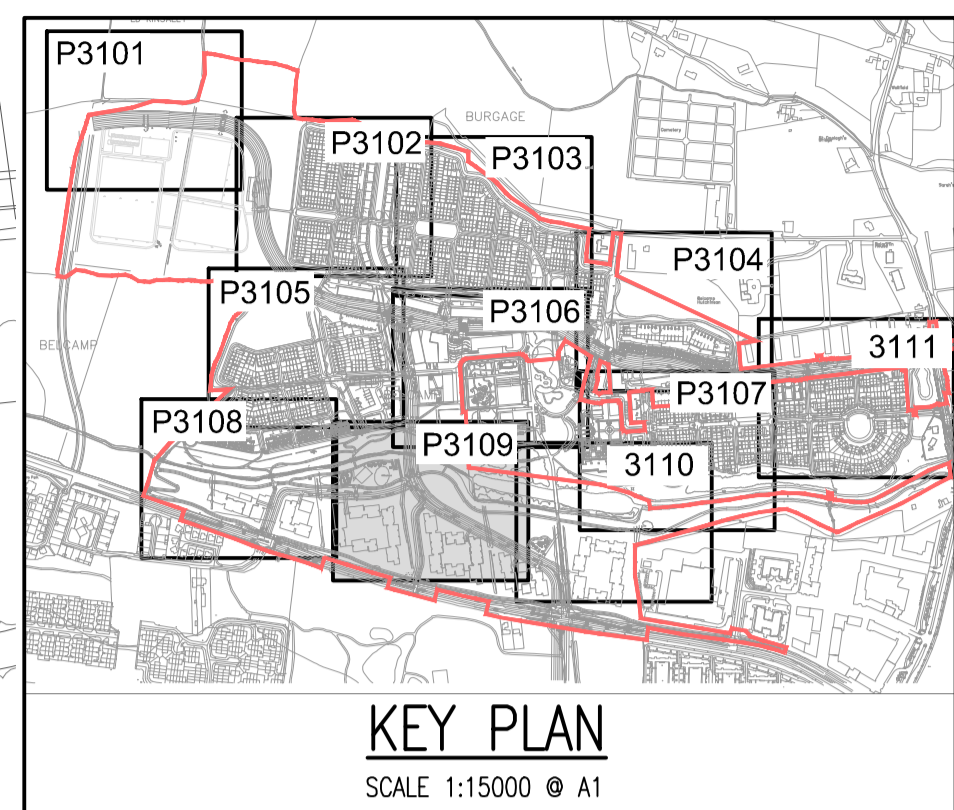 P3101
BURGAGE
P3102
P3103
Cemetery
P3104
P3105
P3106
BELCAMP
3111
P3107
P3108
P3109
3110
KEY PLAN
SCALE 1:15000 @ A1